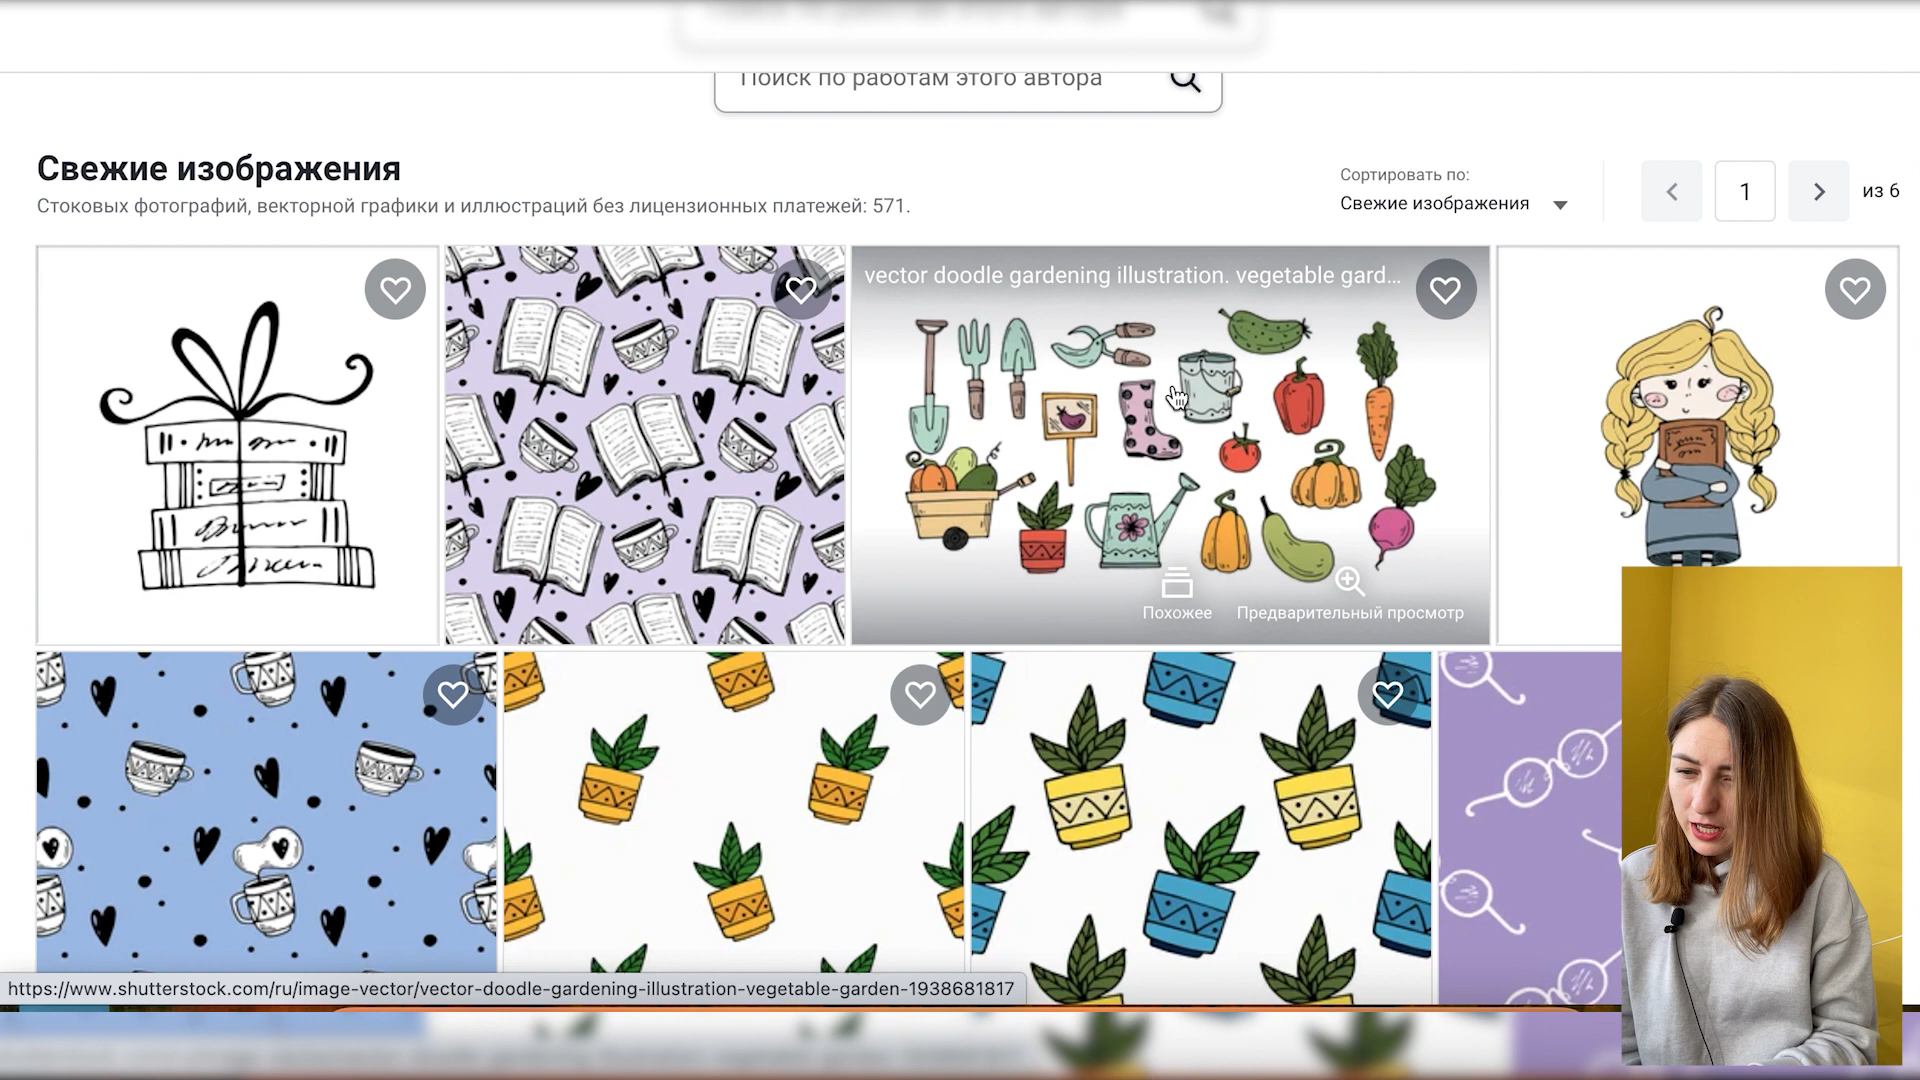 Поиск по работам этого автора
Свежие изображения
Стоковых фотографий, векторной графики и иллюстраций без лицензионных платежей: 571.
Сортировать по:
Свежие изображения
1
из 6
vector doodle gardening illustration. vegetable gard...
Похожее
Предварительный просмотр
https://www.shutterstock.com/ru/image-vector/vector-doodle-gardening-illustration-vegetable-garden-1938681817